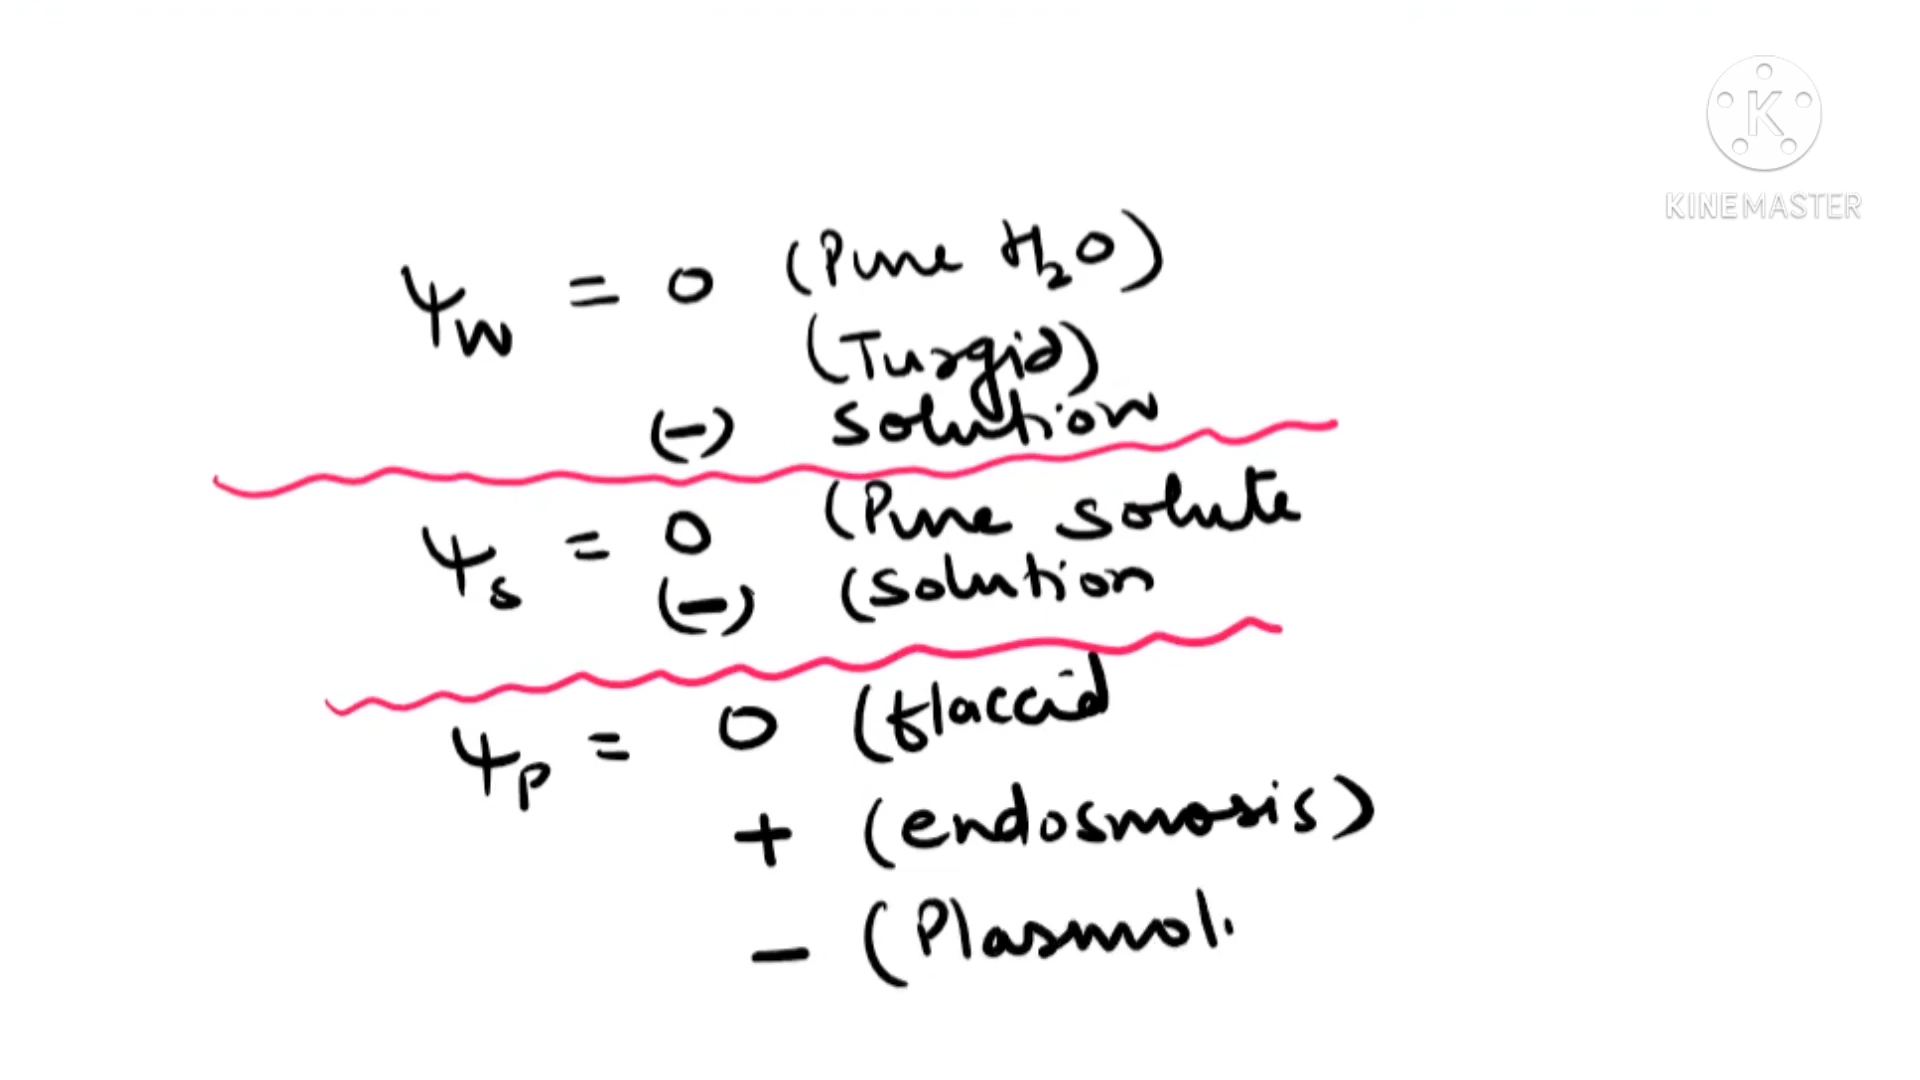 K
KINEMASTER
Ψw = 0 (Pure H₂O)
(Turgid)
(-) solution
Ψs = 0 (Pure solute
(-) (solution
Ψp = 0 (flaccid
+ (endosmosis)
- (Plasmol.